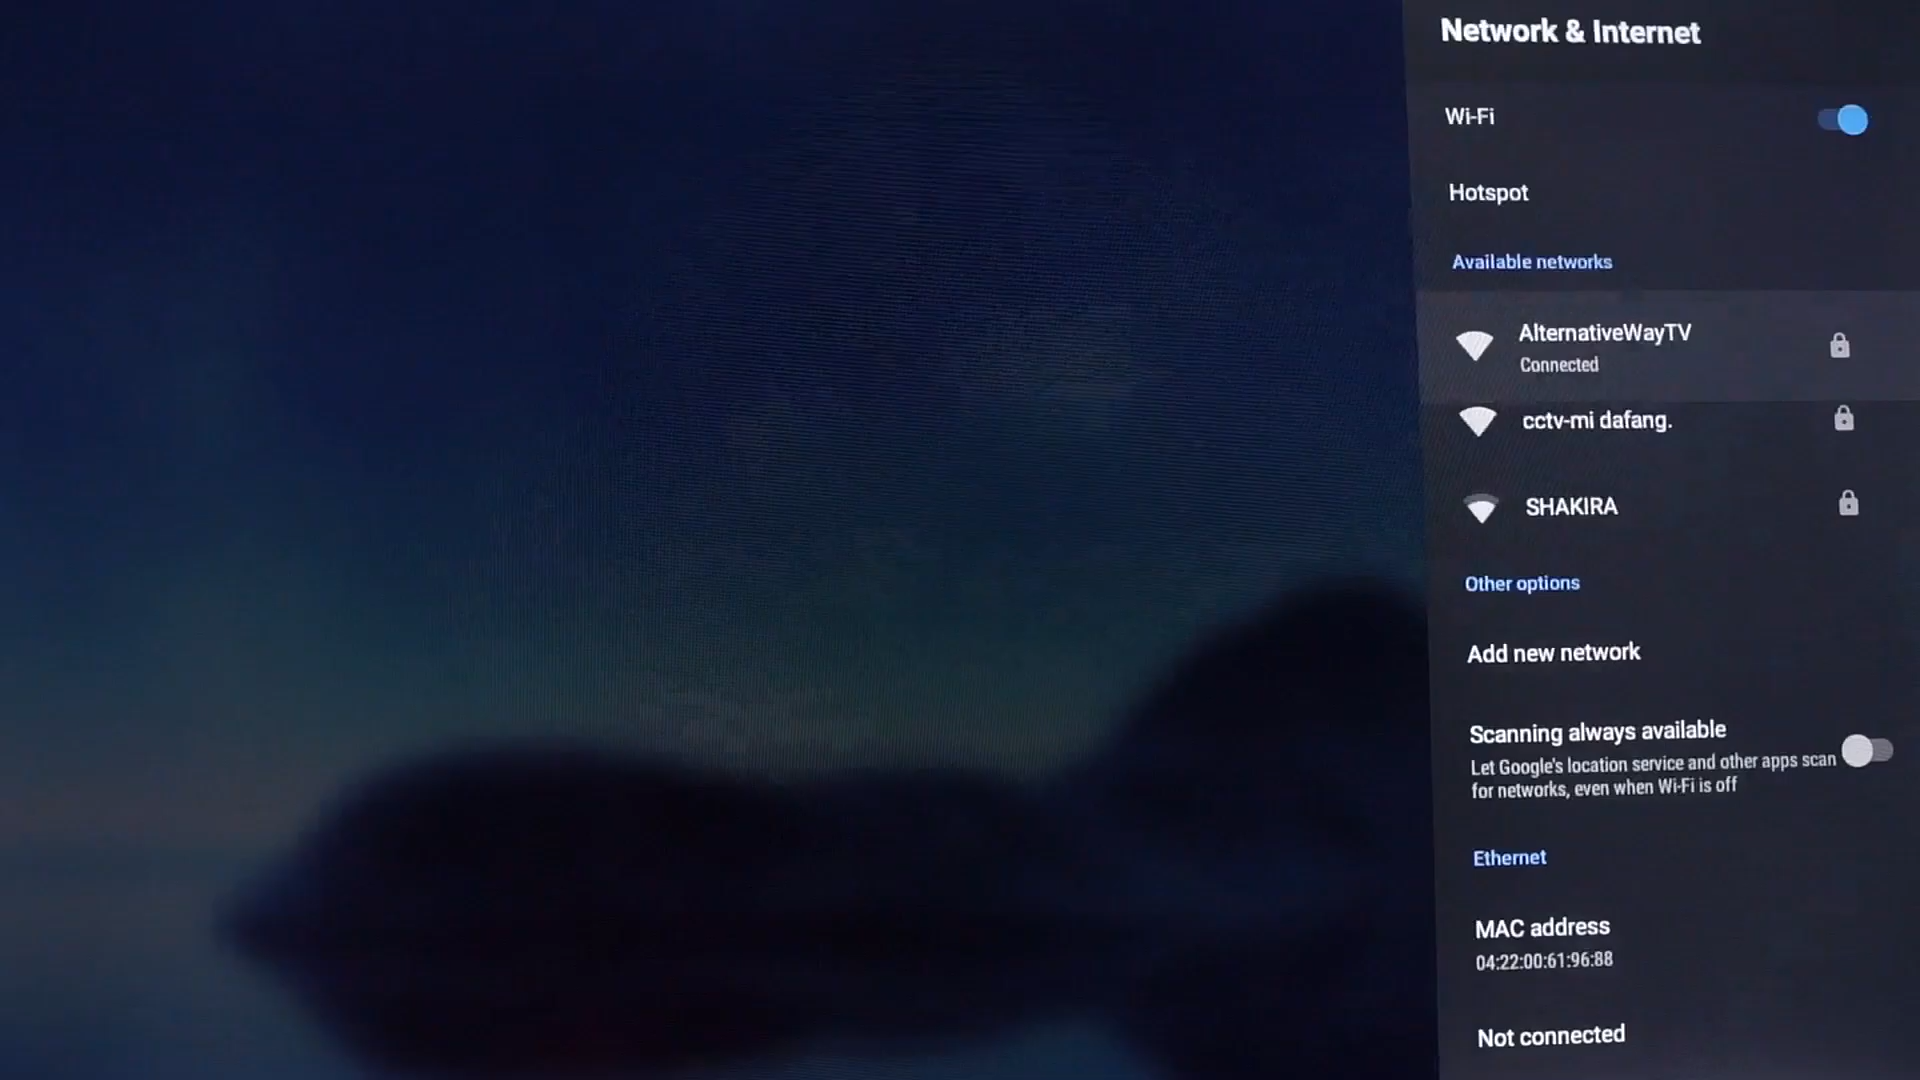 Network & Internet
Wi-Fi
Hotspot
Available networks
AlternativeWayTV
Connected
cctv-mi dafang.
SHAKIRA
Other options
Add new network
Scanning always available
Let Google's location service and other apps scan
for networks, even when Wi-Fi is off
Ethernet
MAC address
04:22:00:61:96:88
Not connected